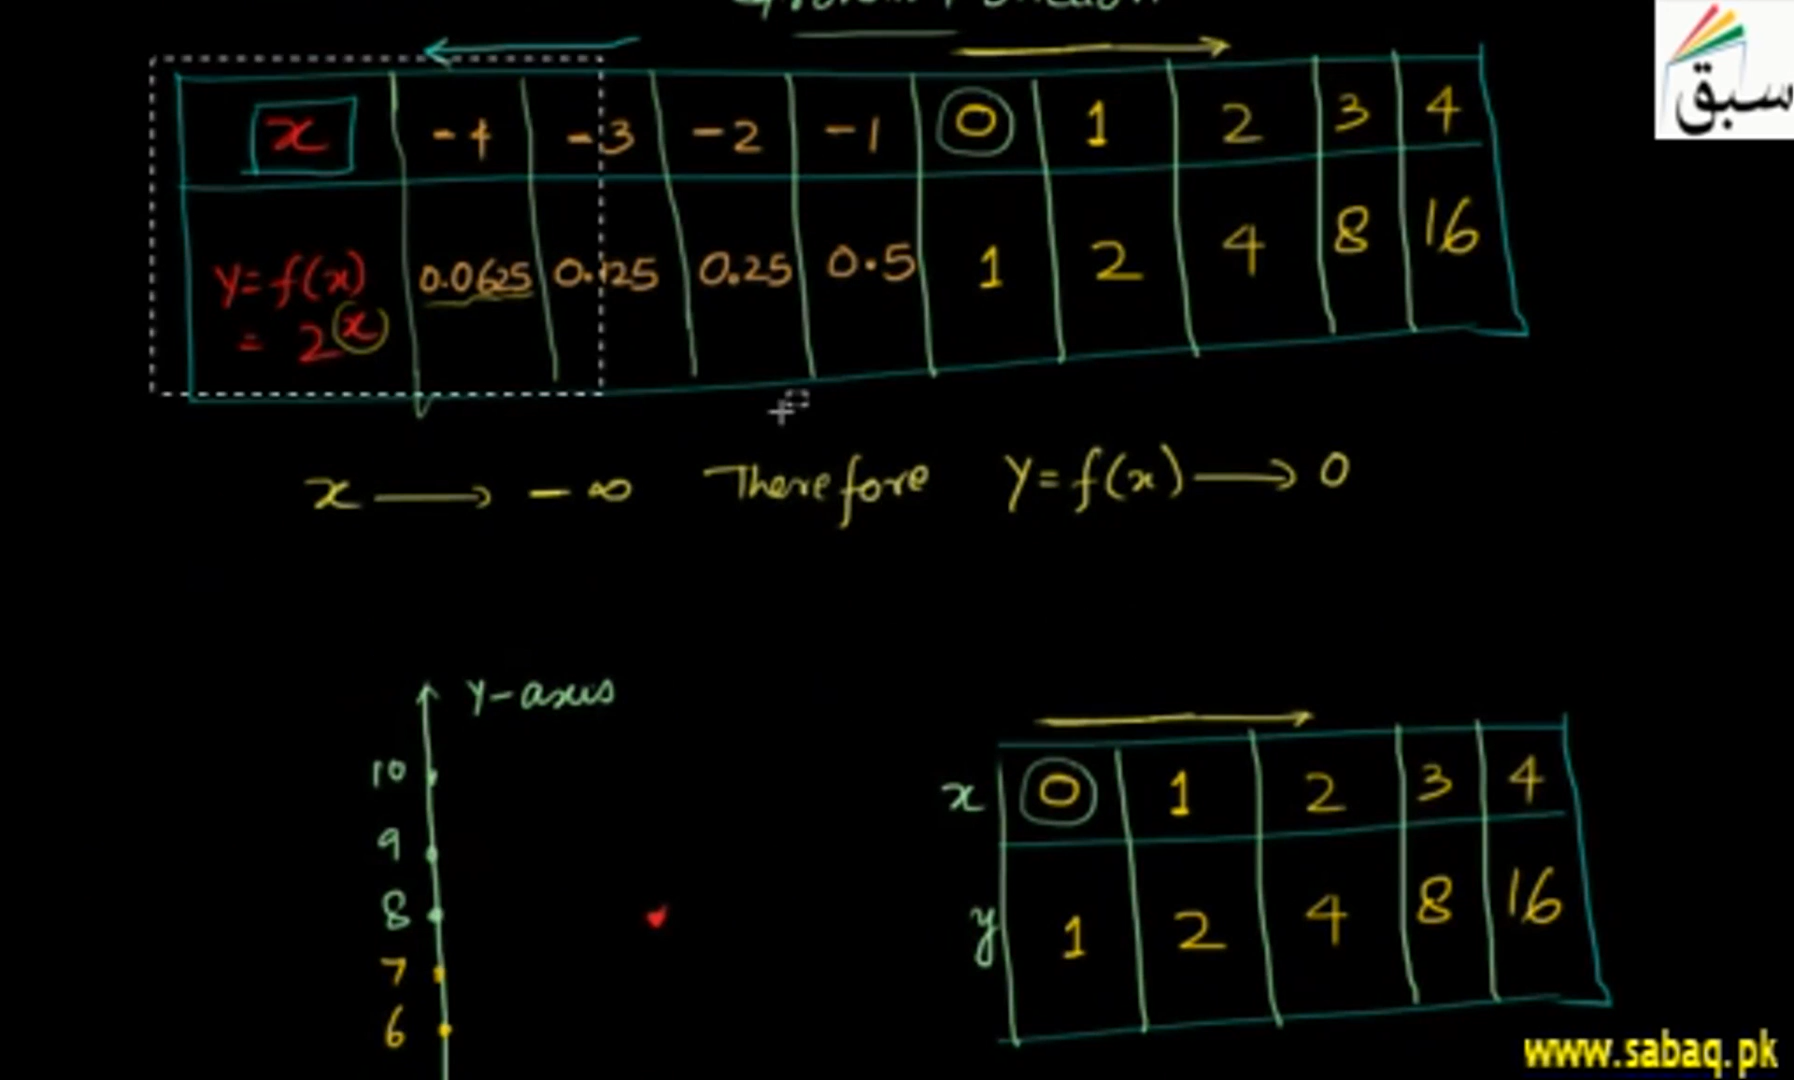 x -4 -3 -2 -1 0 1 2 3 4
سبق
y=f(x) 0.0625 0.125 0.25 0.5 1 2 4 8 16
= 2^x
x → -∞ Therefore y=f(x) → 0
y-axis
10
9
8
7
6
x 0 1 2 3 4
y 1 2 4 8 16
www.sabaq.pk